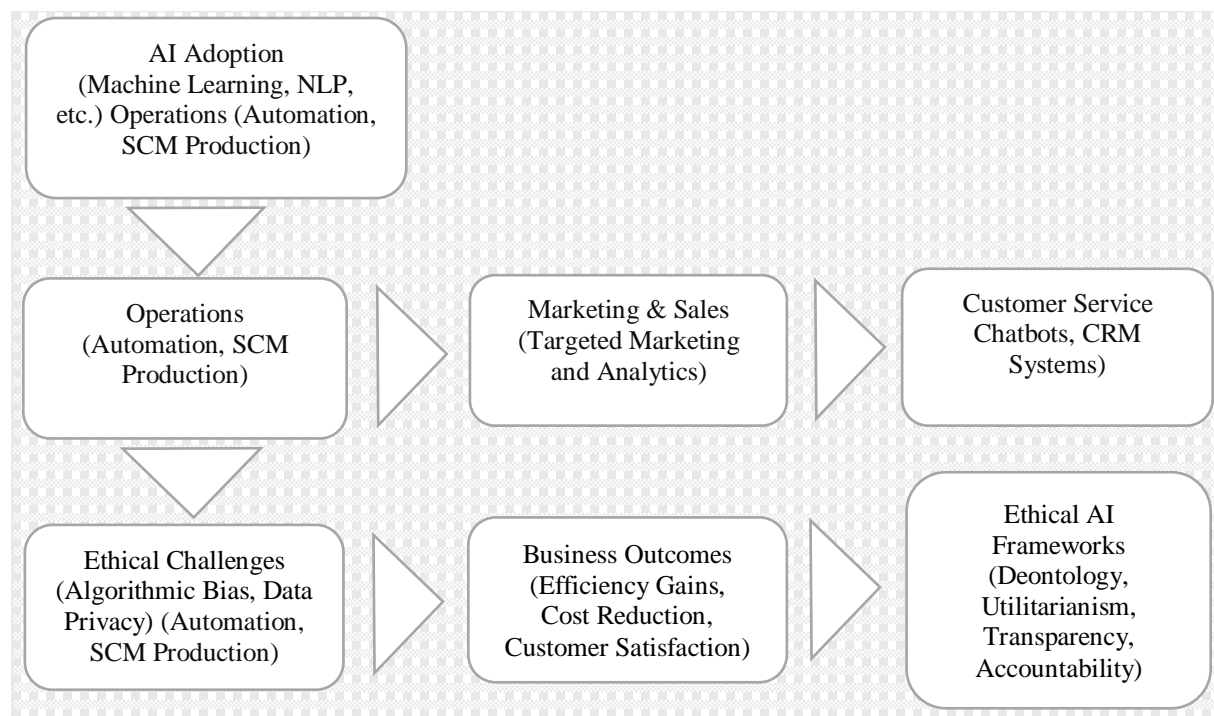 AI Adoption
(Machine Learning, NLP,
etc.) Operations (Automation,
SCM Production)
Operations
(Automation, SCM
Production)
Marketing & Sales
(Targeted Marketing
and Analytics)
Customer Service
Chatbots, CRM
Systems)
Ethical Challenges
(Algorithmic Bias, Data
Privacy) (Automation,
SCM Production)
Business Outcomes
(Efficiency Gains,
Cost Reduction,
Customer Satisfaction)
Ethical AI
Frameworks
(Deontology,
Utilitarianism,
Transparency,
Accountability)